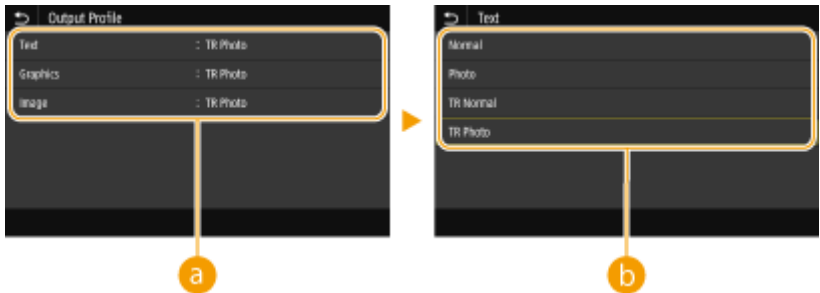 Output Profile
Text : TR Photo
Graphics : TR Photo
Image : TR Photo
a
Text
Normal
Photo
TR Normal
TR Photo
b